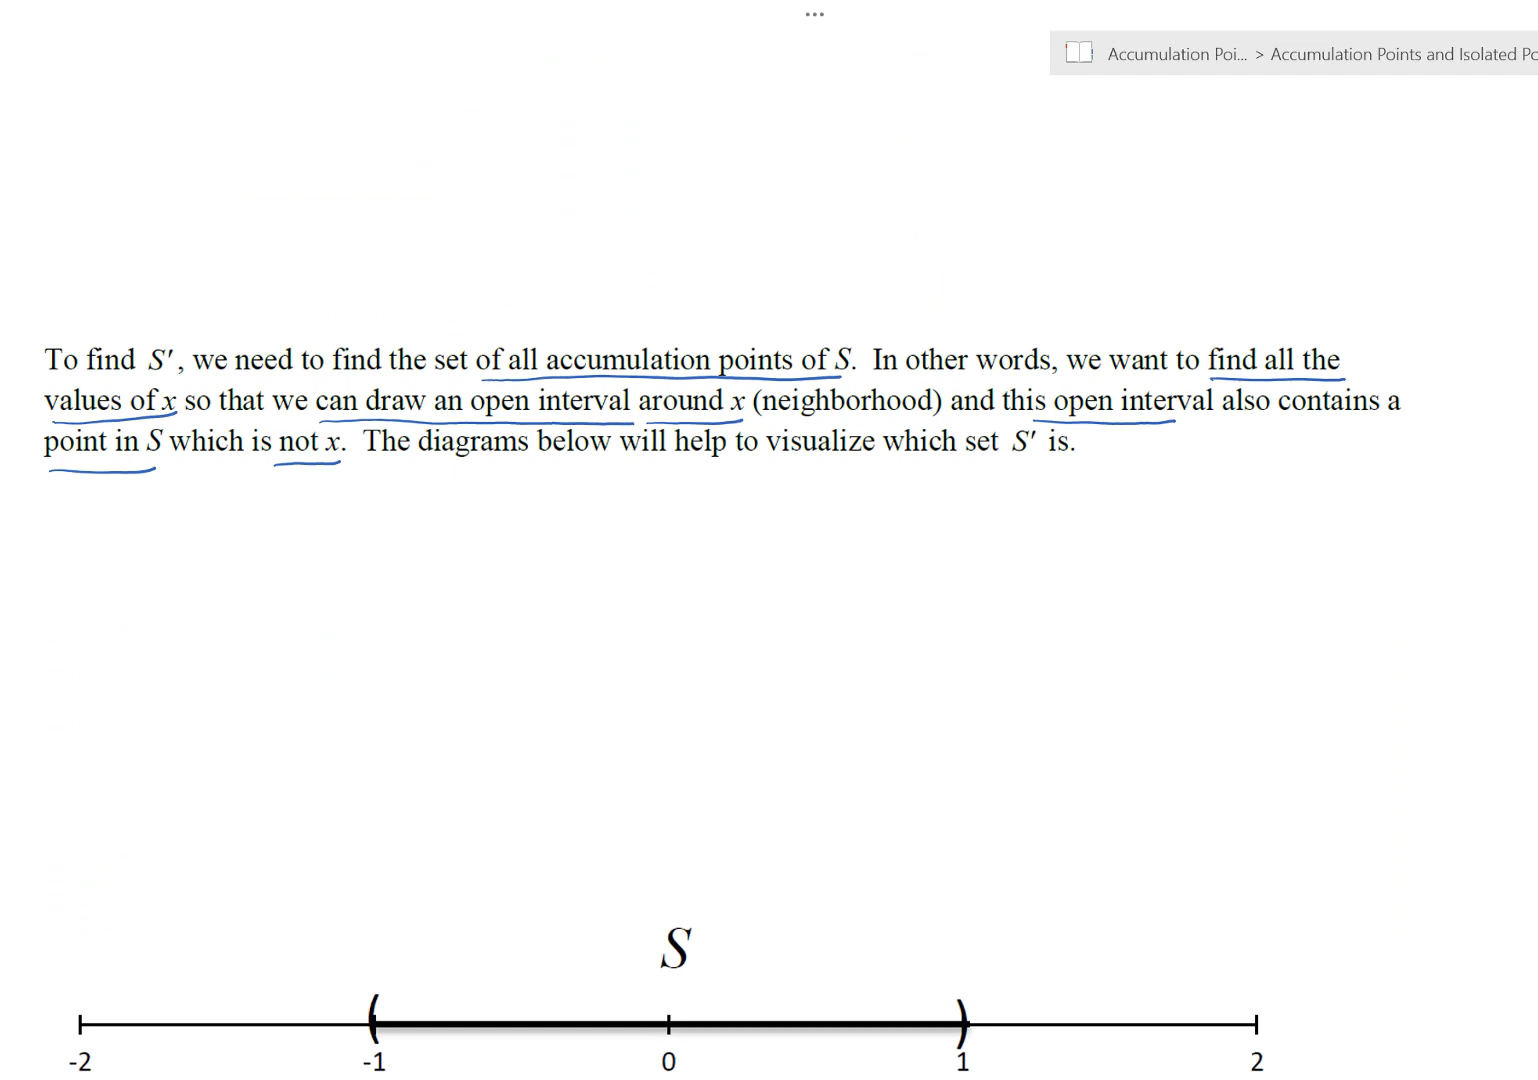 ...
Accumulation Poi... > Accumulation Points and Isolated Po
To find S′, we need to find the set of all accumulation points of S. In other words, we want to find all the
values of x so that we can draw an open interval around x (neighborhood) and this open interval also contains a
point in S which is not x. The diagrams below will help to visualize which set S′ is.
S
( )
-2 -1 0 1 2